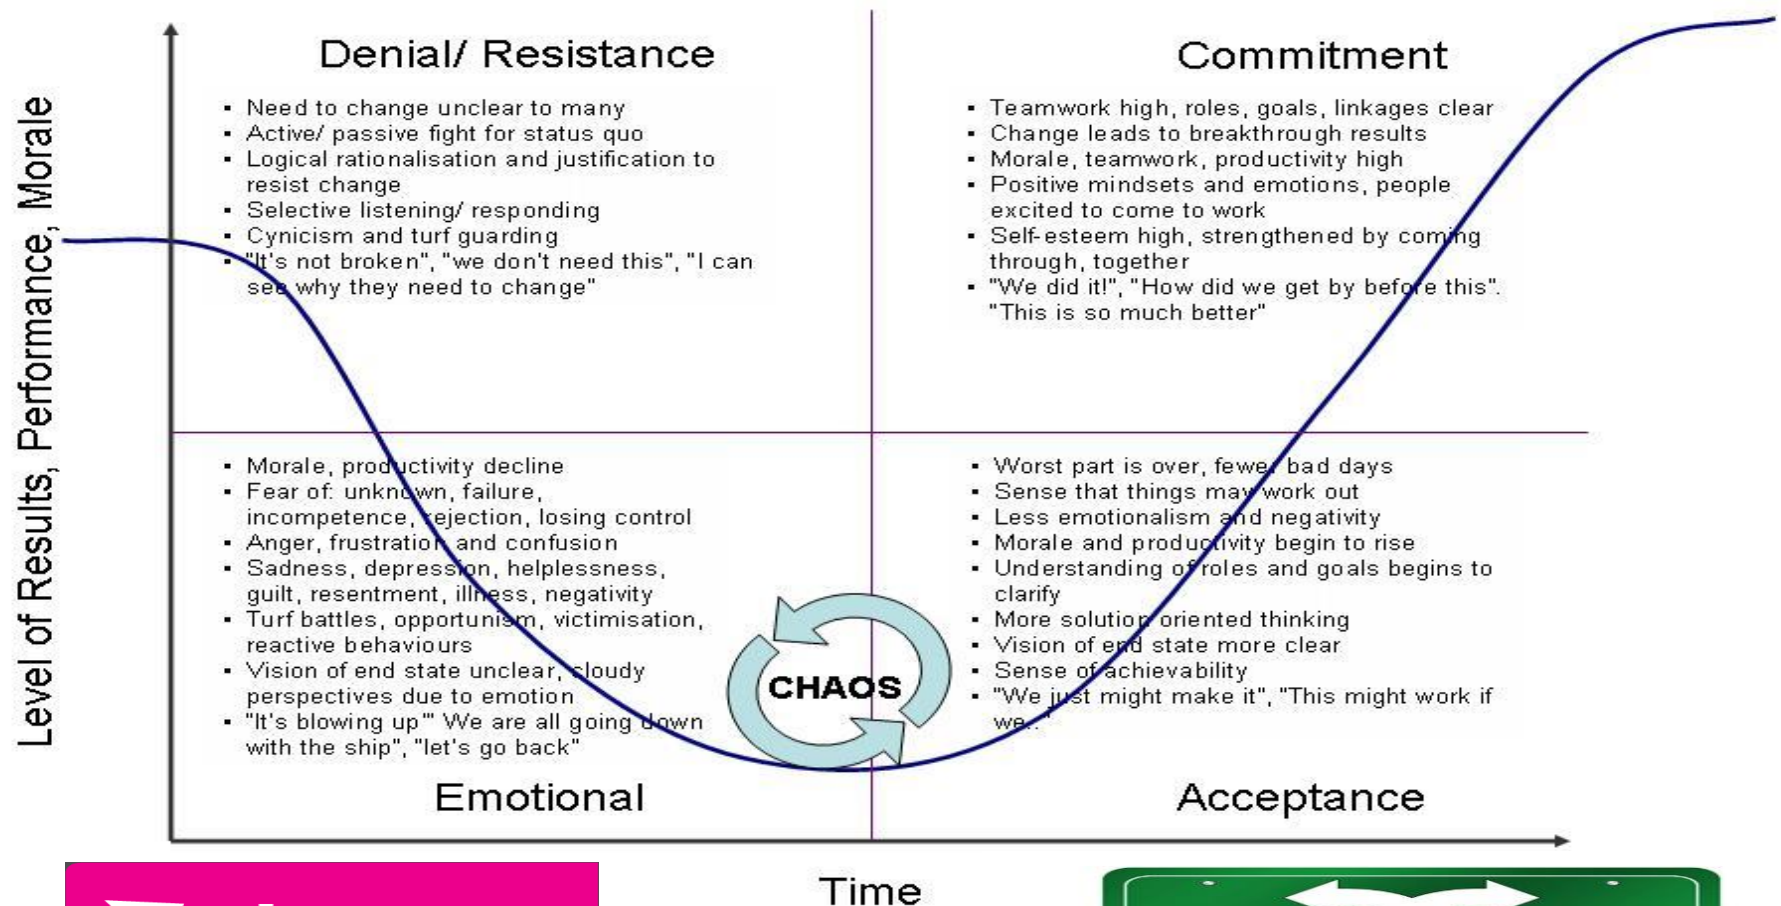 Denial/ Resistance
▪ Need to change unclear to many
▪ Active/ passive fight for status quo
▪ Logical rationalisation and justification to
resist change
▪ Selective listening/ responding
▪ Cynicism and turf guarding
▪ "It's not broken", "we don't need this", "I can
see why they need to change"
Commitment
▪ Teamwork high, roles, goals, linkages clear
▪ Change leads to breakthrough results
▪ Morale, teamwork, productivity high
▪ Positive mindsets and emotions, people
excited to come to work
▪ Self-esteem high, strengthened by coming
through, together
▪ "We did it!", "How did we get by before this".
"This is so much better"
Level of Results, Performance, Morale
▪ Morale, productivity decline
▪ Fear of: unknown, failure,
incompetence, rejection, losing control
▪ Anger, frustration and confusion
▪ Sadness, depression, helplessness,
guilt, resentment, illness, negativity
▪ Turf battles, opportunism, victimisation,
reactive behaviours
▪ Vision of end state unclear, cloudy
perspectives due to emotion
▪ "It's blowing up"' We are all going down
with the ship", "let's go back"
Emotional
CHAOS
▪ Worst part is over, fewer bad days
▪ Sense that things may work out
▪ Less emotionalism and negativity
▪ Morale and productivity begin to rise
▪ Understanding of roles and goals begins to
clarify
▪ More solution oriented thinking
▪ Vision of end state more clear
▪ Sense of achievability
▪ "We just might make it", "This might work if
we.."
Acceptance
Time